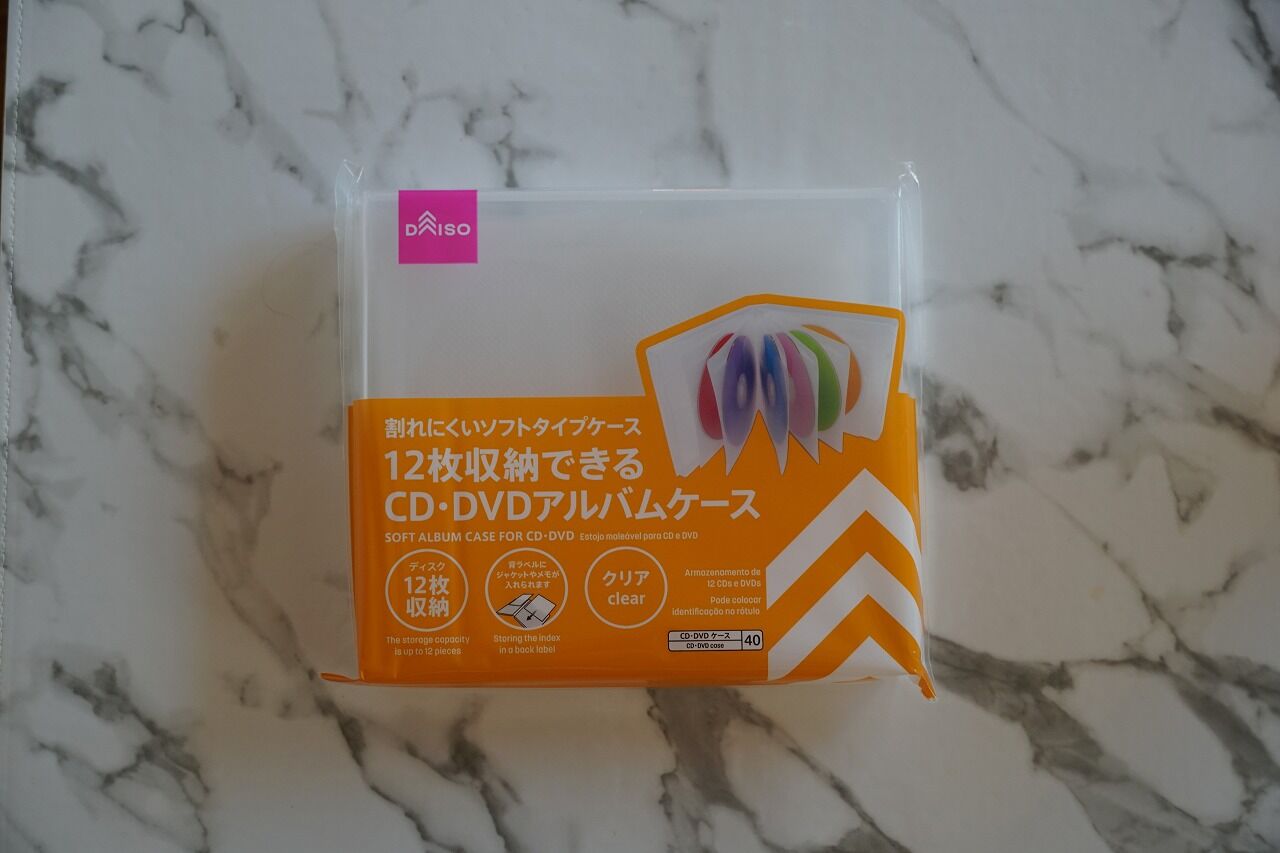 DAISO
割れにくいソフトタイプケース
12枚収納できる
CD・DVDアルバムケース
SOFT ALBUM CASE FOR CD・DVD Estojo maleável para CD e DVD
ディスク
12枚
収納
The storage capacity
is up to 12 pieces
背ラベルに
ジャケットやメモが
入れられます
Storing the index
in a back label
クリア
clear
Armazenamento de
12 CDs e DVDs
Pode colocar
identificação no rótulo
CD・DVD ケース
CD・DVD case
40